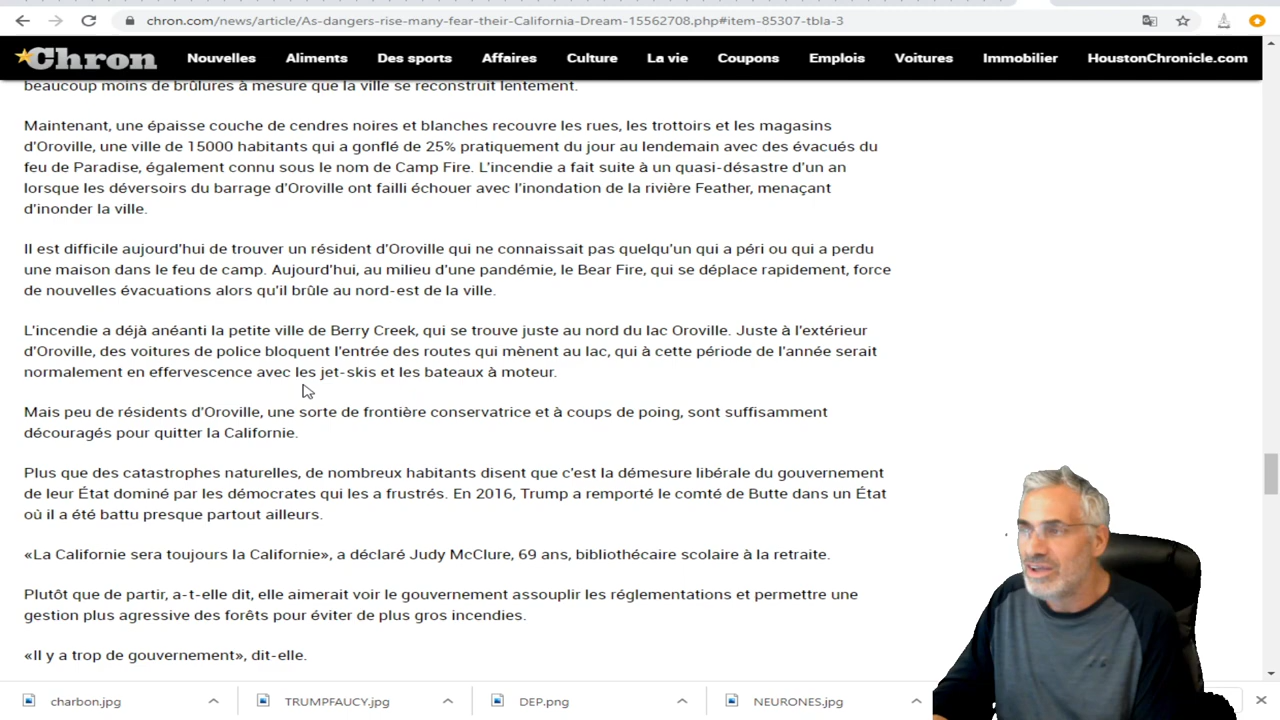 chron.com/news/article/As-dangers-rise-many-fear-their-California-Dream-15562708.php#item-85307-tbla-3
Chron Nouvelles Aliments Des sports Affaires Culture La vie Coupons Emplois Voitures Immobilier HoustonChronicle.com
beaucoup moins de brûlures à mesure que la ville se reconstruit lentement.
Maintenant, une épaisse couche de cendres noires et blanches recouvre les rues, les trottoirs et les magasins
d'Oroville, une ville de 15000 habitants qui a gonflé de 25% pratiquement du jour au lendemain avec des évacués du
feu de Paradise, également connu sous le nom de Camp Fire. L'incendie a fait suite à un quasi-désastre d'un an
lorsque les déversoirs du barrage d'Oroville ont failli échouer avec l'inondation de la rivière Feather, menaçant
d'inonder la ville.
Il est difficile aujourd'hui de trouver un résident d'Oroville qui ne connaissait pas quelqu'un qui a péri ou qui a perdu
une maison dans le feu de camp. Aujourd'hui, au milieu d'une pandémie, le Bear Fire, qui se déplace rapidement, force
de nouvelles évacuations alors qu'il brûle au nord-est de la ville.
L'incendie a déjà anéanti la petite ville de Berry Creek, qui se trouve juste au nord du lac Oroville. Juste à l'extérieur
d'Oroville, des voitures de police bloquent l'entrée des routes qui mènent au lac, qui à cette période de l'année serait
normalement en effervescence avec les jet-skis et les bateaux à moteur.
Mais peu de résidents d'Oroville, une sorte de frontière conservatrice et à coups de poing, sont suffisamment
découragés pour quitter la Californie.
Plus que des catastrophes naturelles, de nombreux habitants disent que c'est la démesure libérale du gouvernement
de leur État dominé par les démocrates qui les a frustrés. En 2016, Trump a remporté le comté de Butte dans un État
où il a été battu presque partout ailleurs.
«La Californie sera toujours la Californie», a déclaré Judy McClure, 69 ans, bibliothécaire scolaire à la retraite.
Plutôt que de partir, a-t-elle dit, elle aimerait voir le gouvernement assouplir les réglementations et permettre une
gestion plus agressive des forêts pour éviter de plus gros incendies.
«Il y a trop de gouvernement», dit-elle.
charbon.jpg TRUMPFAUCY.jpg DEP.png NEURONES.jpg